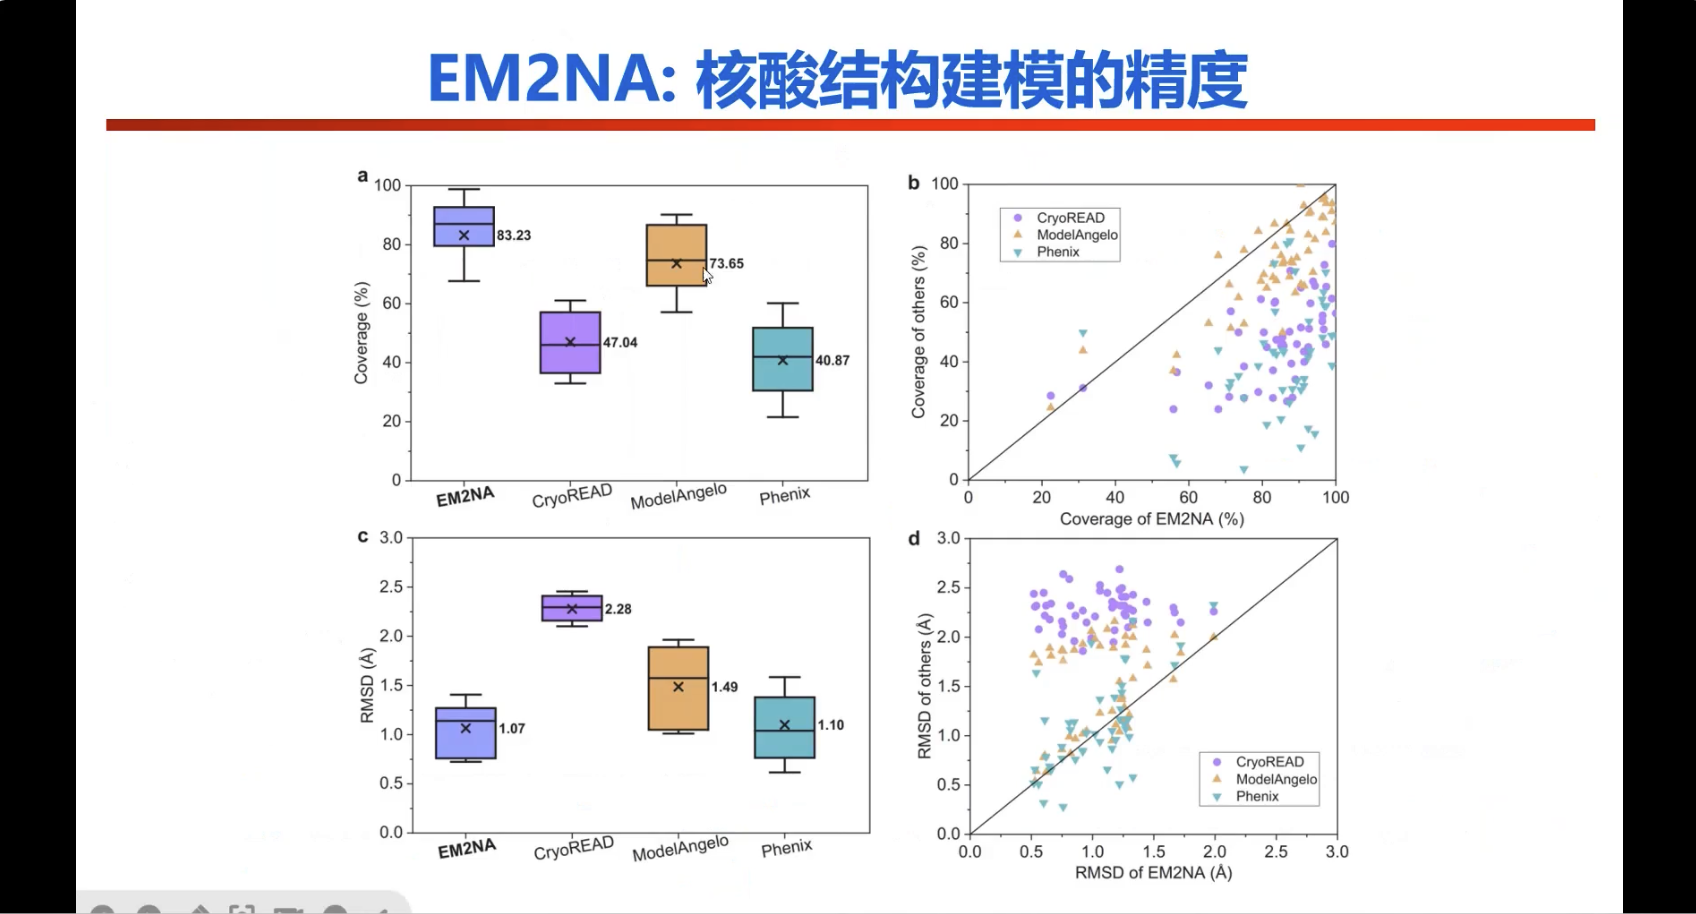 EM2NA: 核酸结构建模的精度
a
100
80
60
40
20
0
Coverage (%)
83.23
47.04
73.65
40.87
EM2NA
CryoREAD
ModelAngelo
Phenix
b
100
80
60
40
20
0
Coverage of others (%)
CryoREAD
ModelAngelo
Phenix
0 20 40 60 80 100
Coverage of EM2NA (%)
c
3.0
2.5
2.0
1.5
1.0
0.5
0.0
RMSD (Å)
1.07
2.28
1.49
1.10
EM2NA
CryoREAD
ModelAngelo
Phenix
d
3.0
2.5
2.0
1.5
1.0
0.5
0.0
RMSD of others (Å)
CryoREAD
ModelAngelo
Phenix
0.0 0.5 1.0 1.5 2.0 2.5 3.0
RMSD of EM2NA (Å)